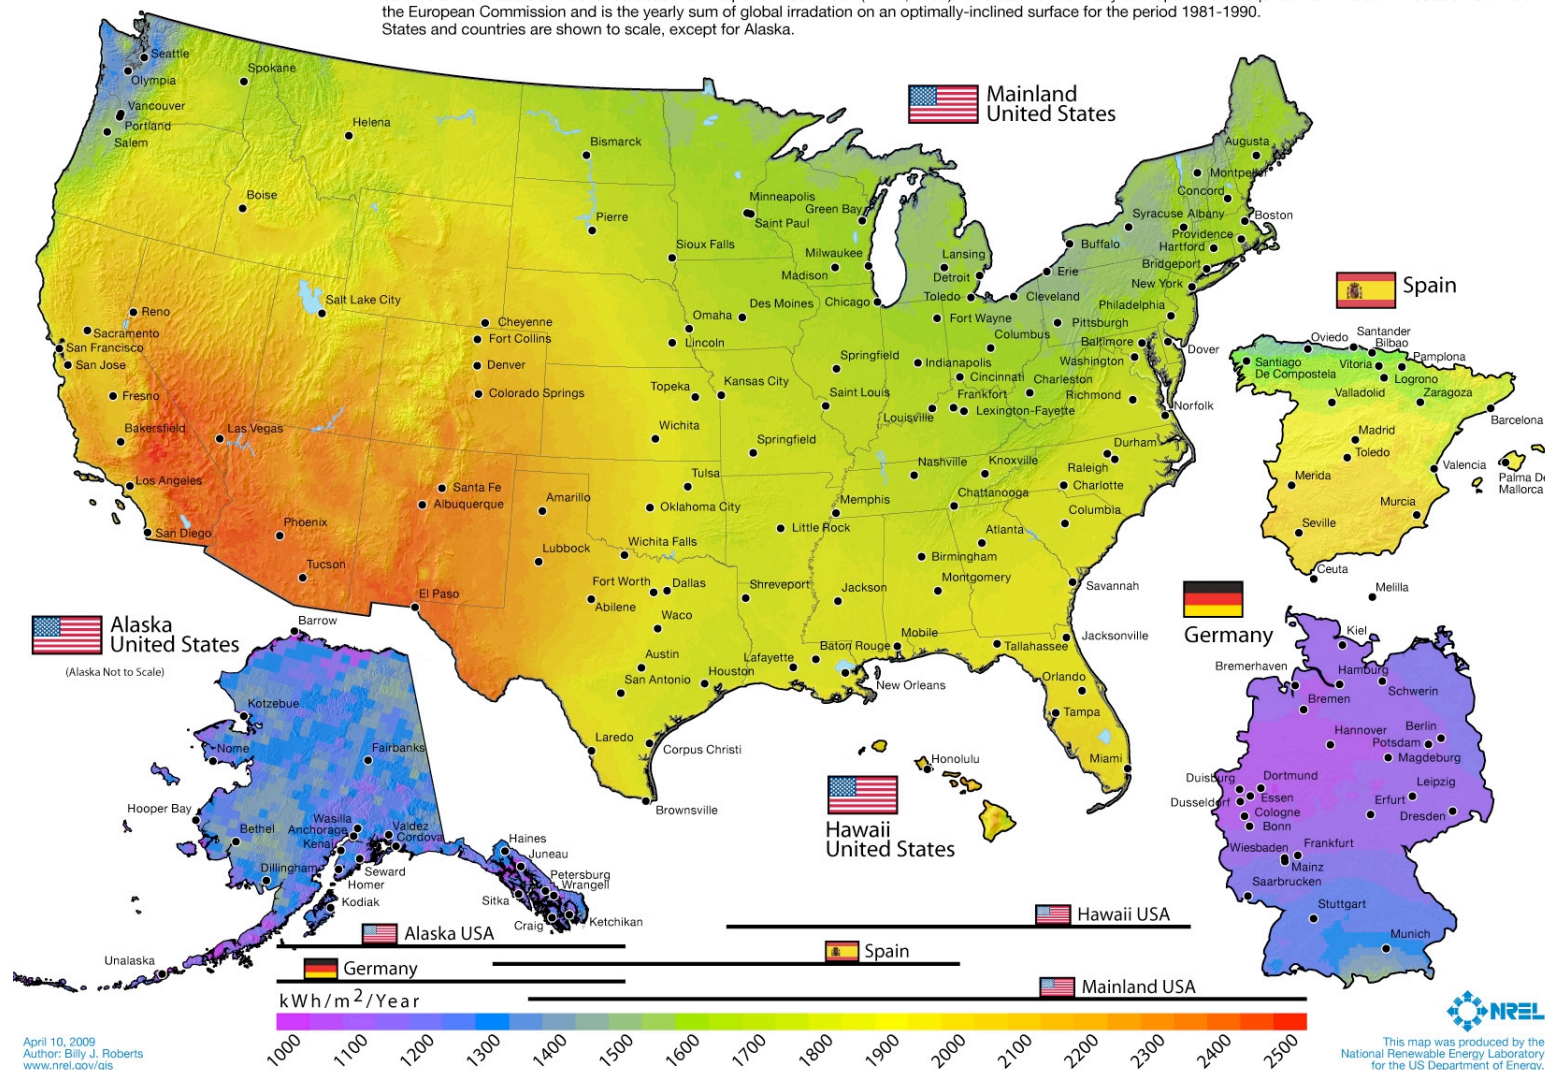 the European Commission and is the yearly sum of global irradation on an optimally-inclined surface for the period 1981-1990.
States and countries are shown to scale, except for Alaska.
Mainland
United States
Seattle
Olympia
Spokane
Vancouver
Portland
Salem
Helena
Bismarck
Boise
Pierre
Minneapolis
Saint Paul
Green Bay
Augusta
Montpelier
Concord
Syracuse
Albany
Boston
Providence
Hartford
Bridgeport
Buffalo
Erie
New York
Sioux Falls
Milwaukee
Madison
Lansing
Detroit
Reno
Salt Lake City
Cheyenne
Fort Collins
Omaha
Des Moines
Chicago
Toledo
Cleveland
Philadelphia
Fort Wayne
Pittsburgh
Sacramento
San Francisco
San Jose
Denver
Lincoln
Columbus
Baltimore
Washington
Dover
Springfield
Indianapolis
Fresno
Colorado Springs
Topeka
Kansas City
Saint Louis
Cincinnati
Charleston
Frankfort
Louisville
Lexington-Fayette
Richmond
Norfolk
Bakersfield
Las Vegas
Wichita
Springfield
Durham
Raleigh
Nashville
Knoxville
Tulsa
Los Angeles
Santa Fe
Albuquerque
Amarillo
Oklahoma City
Memphis
Chattanooga
Charlotte
Columbia
San Diego
Phoenix
Little Rock
Atlanta
Tucson
Lubbock
Wichita Falls
Birmingham
El Paso
Fort Worth
Dallas
Abilene
Shreveport
Jackson
Montgomery
Savannah
Waco
Austin
San Antonio
Houston
Lafayette
Baton Rouge
Mobile
New Orleans
Tallahassee
Jacksonville
Orlando
Tampa
Miami
Laredo
Corpus Christi
Brownsville
Spain
Oviedo
Santander
Bilbao
Santiago
De Compostela
Vitoria
Pamplona
Logrono
Valladolid
Zaragoza
Barcelona
Madrid
Toledo
Merida
Valencia
Palma De
Mallorca
Murcia
Seville
Ceuta
Melilla
Alaska
United States
(Alaska Not to Scale)
Barrow
Kotzebue
Nome
Fairbanks
Hooper Bay
Bethel
Wasilla
Anchorage
Kenai
Valdez
Cordova
Dillingham
Seward
Homer
Kodiak
Haines
Juneau
Petersburg
Wrangell
Sitka
Craig
Ketchikan
Unalaska
Honolulu
Hawaii
United States
Germany
Kiel
Bremerhaven
Hamburg
Schwerin
Bremen
Hannover
Berlin
Potsdam
Magdeburg
Duisburg
Dortmund
Essen
Dusseldorf
Cologne
Bonn
Leipzig
Erfurt
Dresden
Wiesbaden
Frankfurt
Mainz
Saarbrucken
Stuttgart
Munich
Hawaii USA
Alaska USA
Spain
Germany
Mainland USA
kWh/m2/Year
1000 1100 1200 1300 1400 1500 1600 1700 1800 1900 2000 2100 2200 2300 2400 2500
April 10, 2009
Author: Billy J. Roberts
www.nrel.gov/gis
NREL
This map was produced by the
National Renewable Energy Laboratory
for the US Department of Energy.